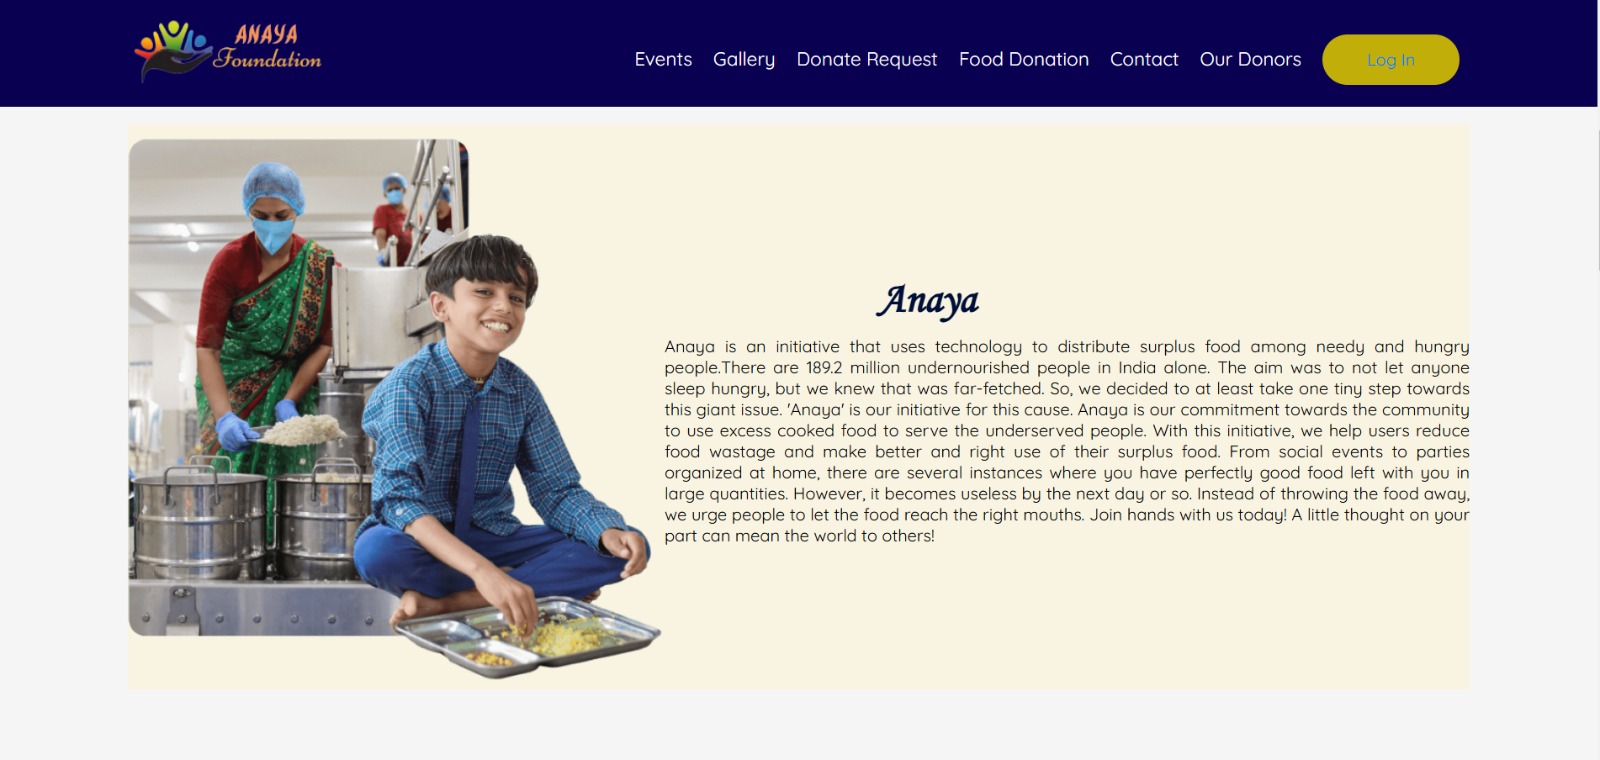 ANAYA
Foundation
Events Gallery Donate Request Food Donation Contact Our Donors Log In
Anaya
Anaya is an initiative that uses technology to distribute surplus food among needy and hungry
people.There are 189.2 million undernourished people in India alone. The aim was to not let anyone
sleep hungry, but we knew that was far-fetched. So, we decided to at least take one tiny step towards
this giant issue. 'Anaya' is our initiative for this cause. Anaya is our commitment towards the community
to use excess cooked food to serve the underserved people. With this initiative, we help users reduce
food wastage and make better and right use of their surplus food. From social events to parties
organized at home, there are several instances where you have perfectly good food left with you in
large quantities. However, it becomes useless by the next day or so. Instead of throwing the food away,
we urge people to let the food reach the right mouths. Join hands with us today! A little thought on your
part can mean the world to others!